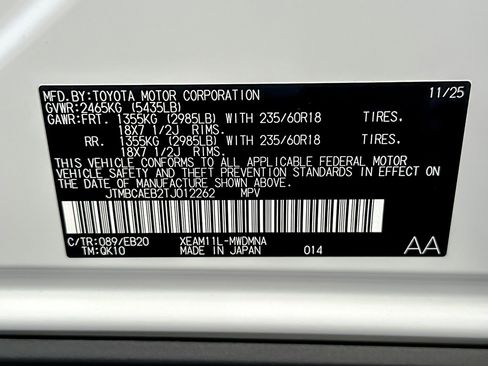 MFD.BY:TOYOTA MOTOR CORPORATION 11/25
GVWR:2465KG (5435LB)
GAWR:FRT. 1355KG (2985LB) WITH 235/60R18 TIRES.
18X7 1/2J RIMS.
RR. 1355KG (2985LB) WITH 235/60R18 TIRES.
18X7 1/2J RIMS.
THIS VEHICLE CONFORMS TO ALL APPLICABLE FEDERAL MOTOR
VEHICLE SAFETY AND THEFT PREVENTION STANDARDS IN EFFECT ON
THE DATE OF MANUFACTURE SHOWN ABOVE.
JTMBCAEB2TJ012262 MPV
C/TR:089/EB20 XEAM11L-MWDMNA AA
TM:QK10 MADE IN JAPAN 014